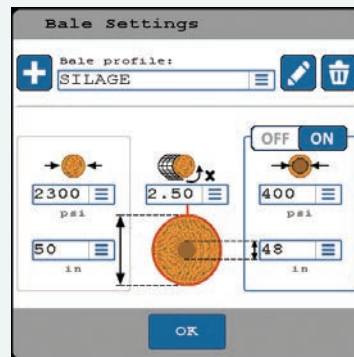 Bale Settings
Bale profile:
SILAGE
OFF ON
x
2300 2.50 400
psi psi
50 48
in in
OK